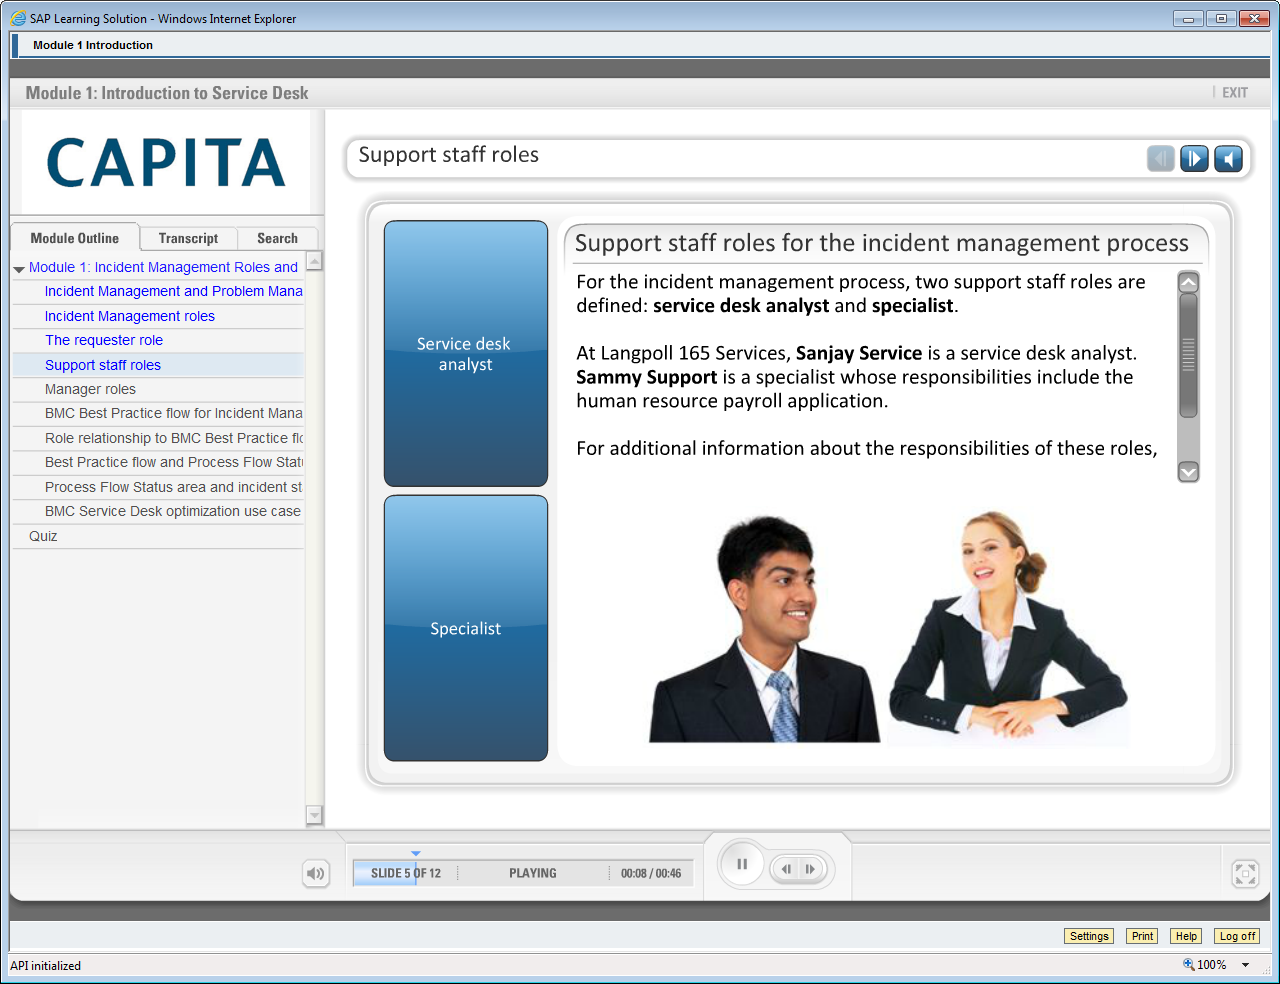 SAP Learning Solution - Windows Internet Explorer
Module 1 Introduction
Module 1: Introduction to Service Desk
EXIT
CAPITA
Module Outline
Transcript
Search
Module 1: Incident Management Roles and
Incident Management and Problem Mana
Incident Management roles
The requester role
Support staff roles
Manager roles
BMC Best Practice flow for Incident Mana
Role relationship to BMC Best Practice flo
Best Practice flow and Process Flow Statu
Process Flow Status area and incident st
BMC Service Desk optimization use case
Quiz
Support staff roles
Service desk
analyst
Specialist
Support staff roles for the incident management process
For the incident management process, two support staff roles are
defined: service desk analyst and specialist.
At Langpoll 165 Services, Sanjay Service is a service desk analyst.
Sammy Support is a specialist whose responsibilities include the
human resource payroll application.
For additional information about the responsibilities of these roles,
SLIDE 5 OF 12
PLAYING
00:08 / 00:46
Settings
Print
Help
Log off
API initialized
100%